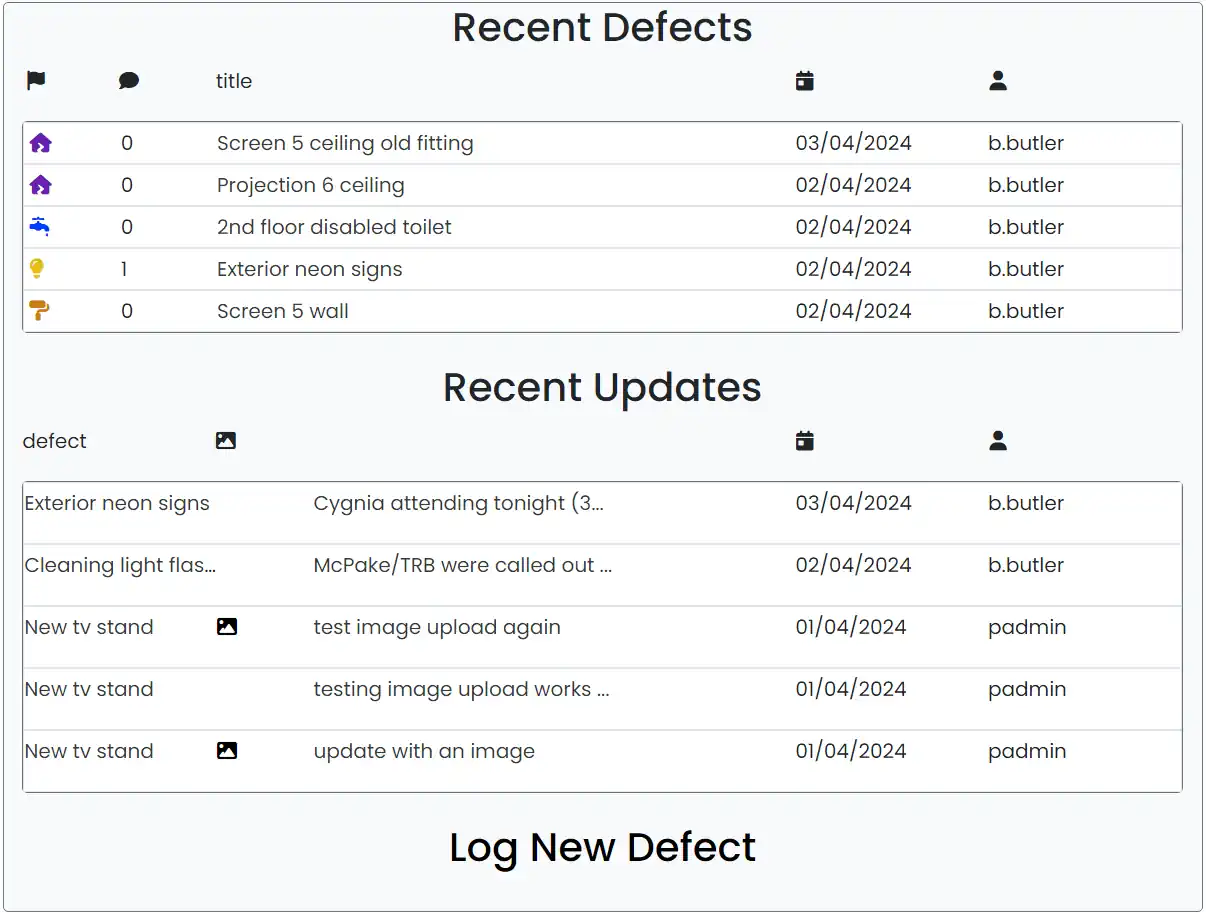 Recent Defects
title
0 Screen 5 ceiling old fitting 03/04/2024 b.butler
0 Projection 6 ceiling 02/04/2024 b.butler
0 2nd floor disabled toilet 02/04/2024 b.butler
1 Exterior neon signs 02/04/2024 b.butler
0 Screen 5 wall 02/04/2024 b.butler
Recent Updates
defect
Exterior neon signs Cygnia attending tonight (3... 03/04/2024 b.butler
Cleaning light flas... McPake/TRB were called out ... 02/04/2024 b.butler
New tv stand test image upload again 01/04/2024 padmin
New tv stand testing image upload works ... 01/04/2024 padmin
New tv stand update with an image 01/04/2024 padmin
Log New Defect